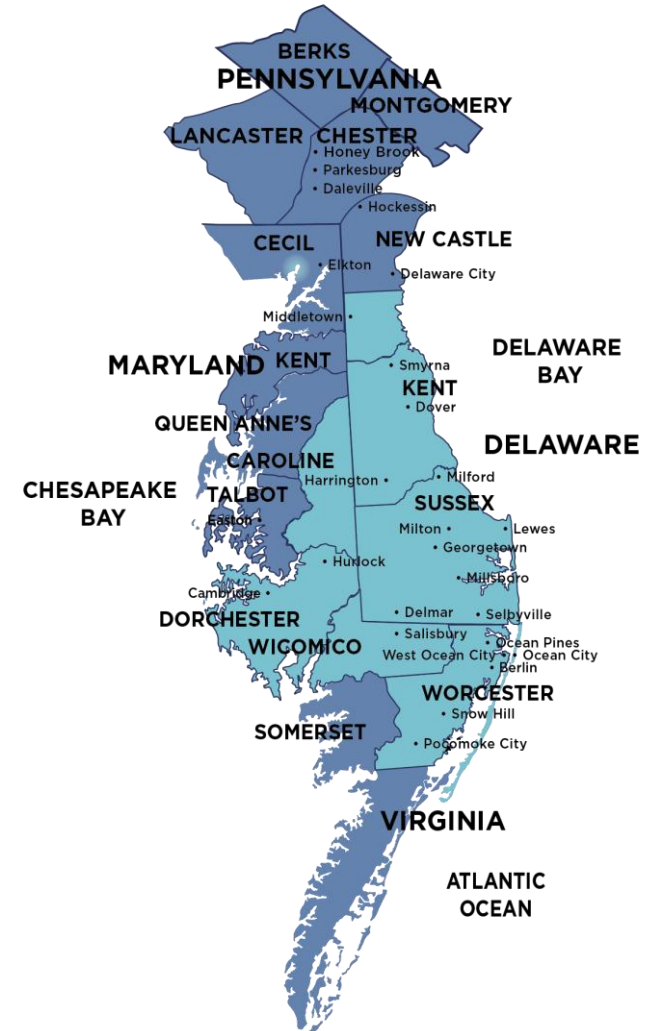 BERKS
PENNSYLVANIA
MONTGOMERY
LANCASTER
CHESTER
• Honey Brook
• Parkesburg
• Daleville
• Hockessin
CECIL
NEW CASTLE
• Elkton
• Delaware City
Middletown •
DELAWARE
BAY
MARYLAND
KENT
• Smyrna
KENT
• Dover
QUEEN ANNE'S
DELAWARE
CAROLINE
Harrington •
• Milford
CHESAPEAKE
BAY
TALBOT
Easton •
SUSSEX
Milton •
• Lewes
• Georgetown
• Hurlock
• Millsboro
Cambridge •
DORCHESTER
• Delmar
• Selbyville
WICOMICO
• Salisbury
• Ocean Pines
West Ocean City •
• Ocean City
• Berlin
WORCESTER
• Snow Hill
SOMERSET
• Pocomoke City
VIRGINIA
ATLANTIC
OCEAN